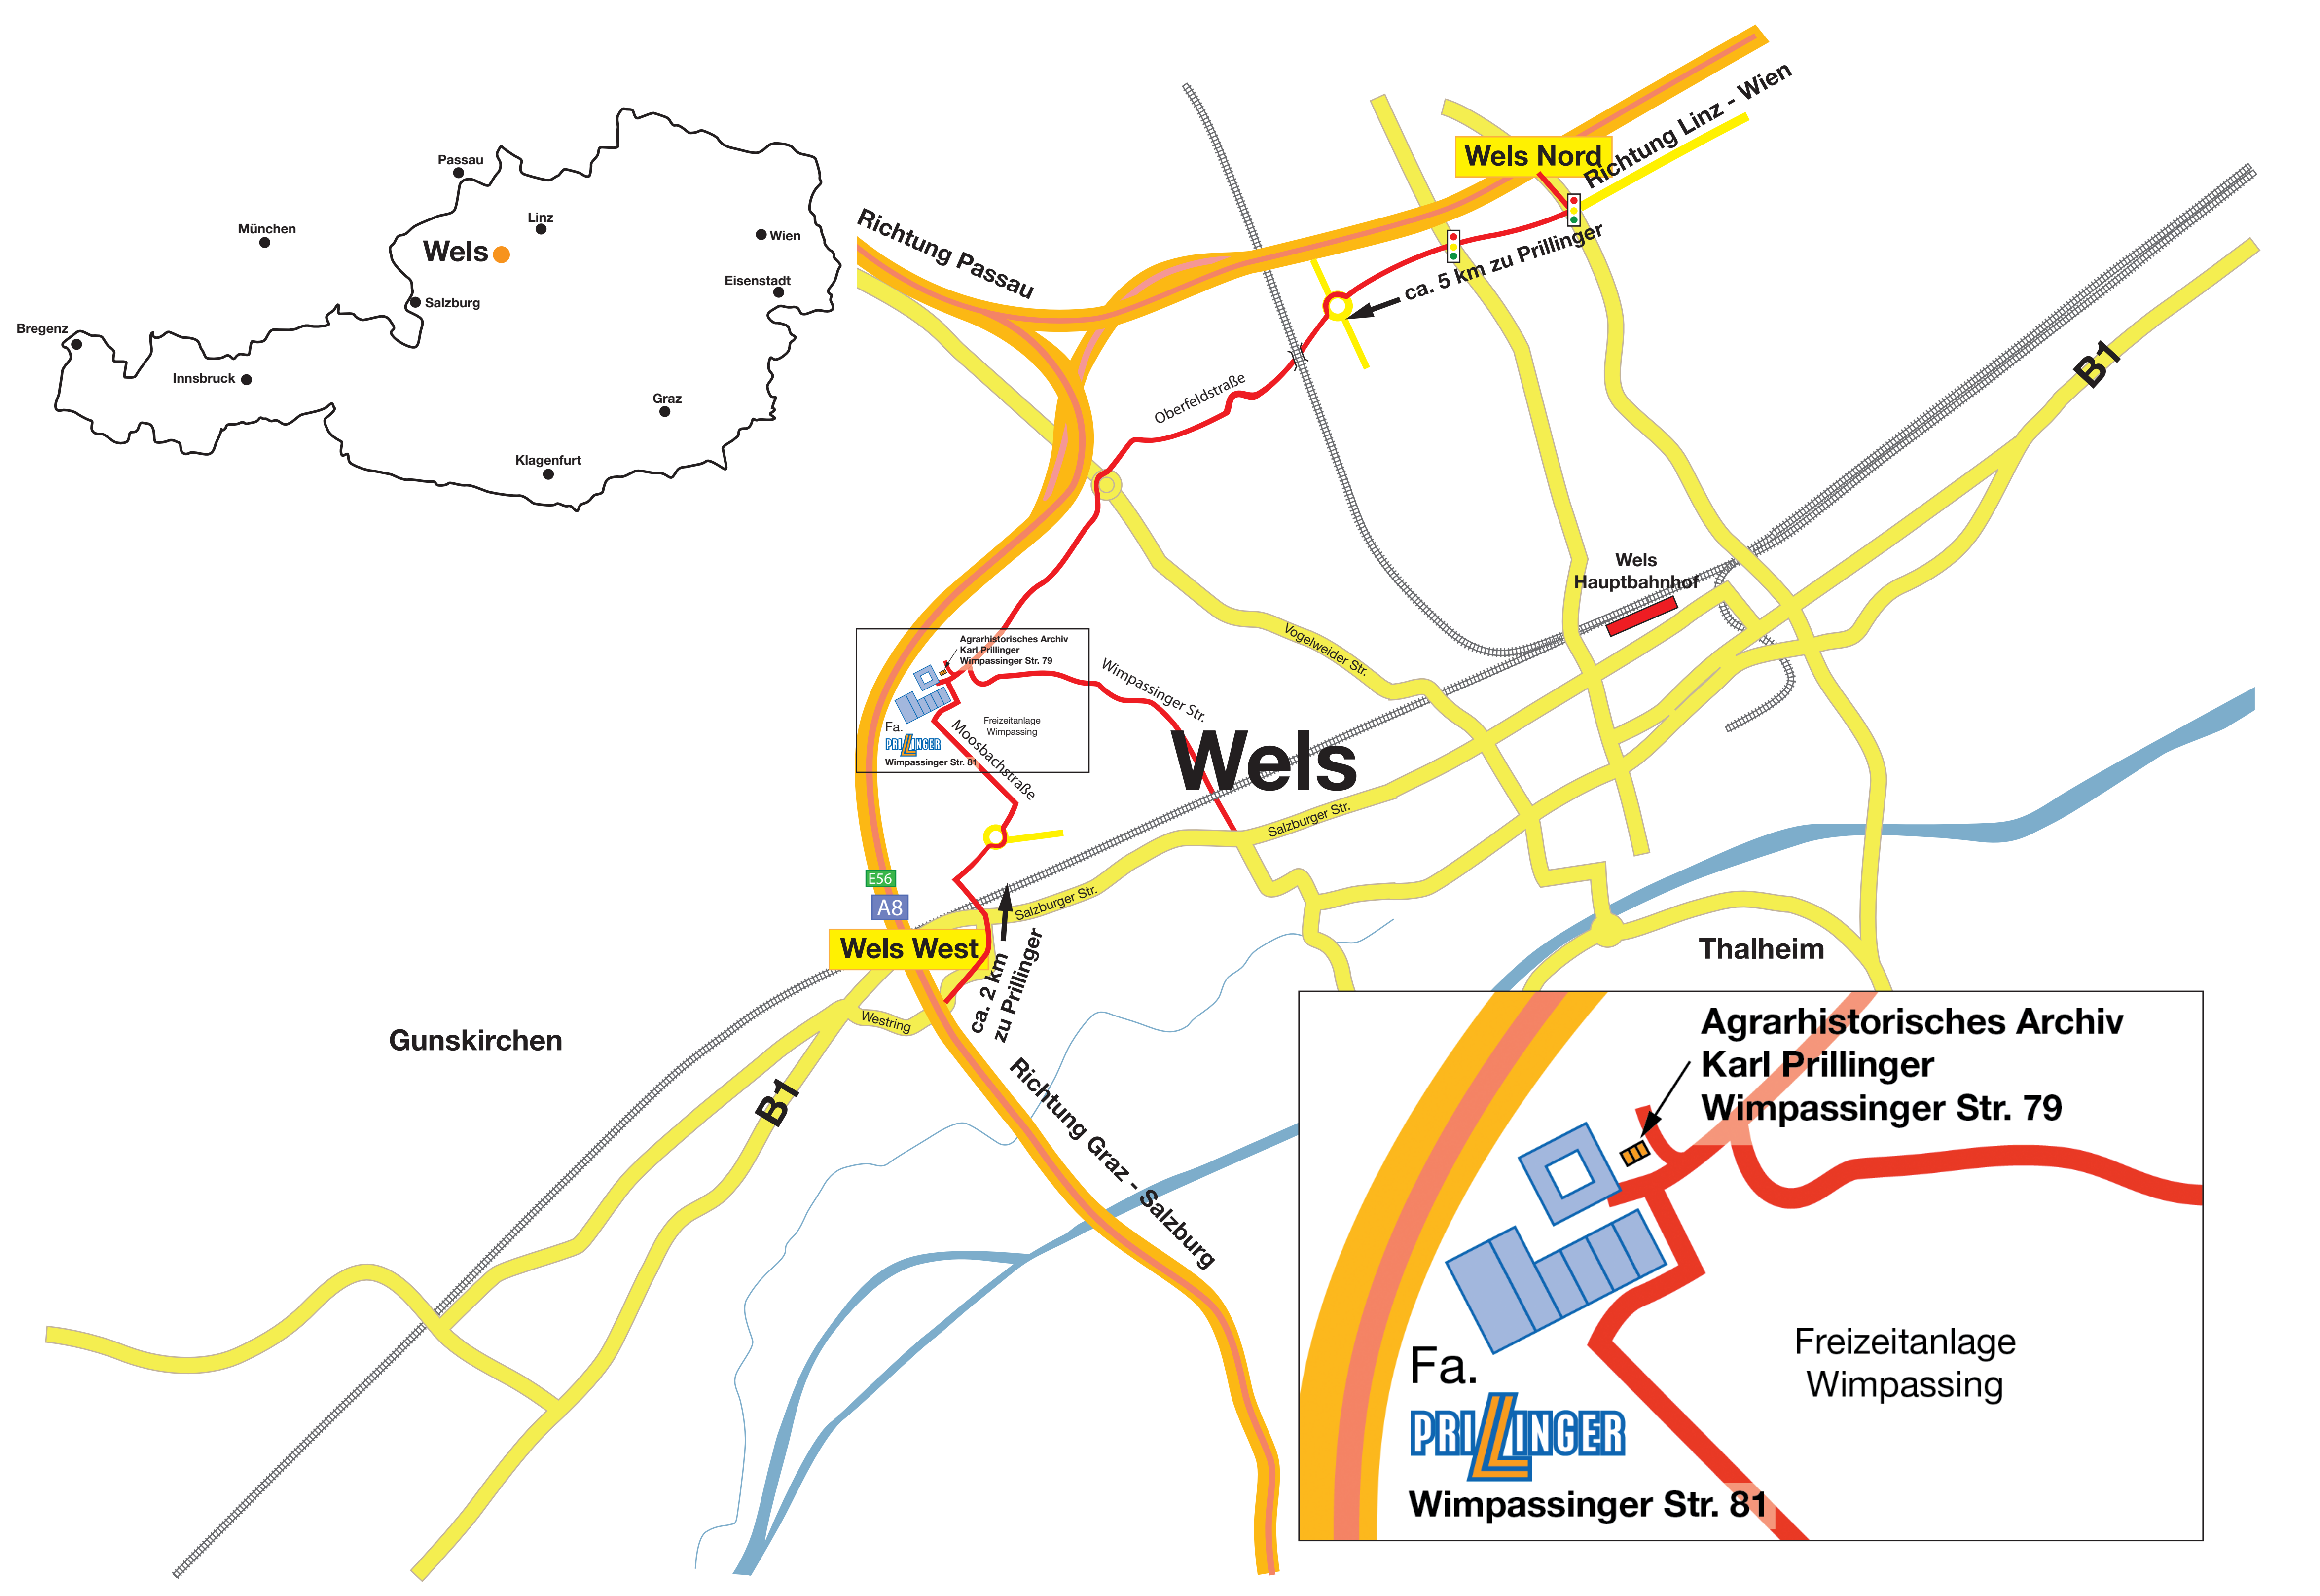 Passau
München
Linz
Wels
Wien
Eisenstadt
Salzburg
Bregenz
Innsbruck
Graz
Klagenfurt
Richtung Passau
Wels Nord
Richtung Linz - Wien
ca. 5 km zu Prillinger
Oberfeldstraße
B1
Wels
Hauptbahnhof
Vogelweider Str.
Wimpassinger Str.
Agrarhistorisches Archiv
Karl Prillinger
Wimpassinger Str. 79
Freizeitanlage
Wimpassing
Fa.
PRILLINGER
Wimpassinger Str. 81
Moosbachstraße
Wels
Salzburger Str.
E56
A8
Salzburger Str.
Wels West
ca. 2 km
zu Prillinger
Westring
Gunskirchen
B1
Richtung Graz - Salzburg
Thalheim
Agrarhistorisches Archiv
Karl Prillinger
Wimpassinger Str. 79
Freizeitanlage
Wimpassing
Fa.
PRILLINGER
Wimpassinger Str. 81